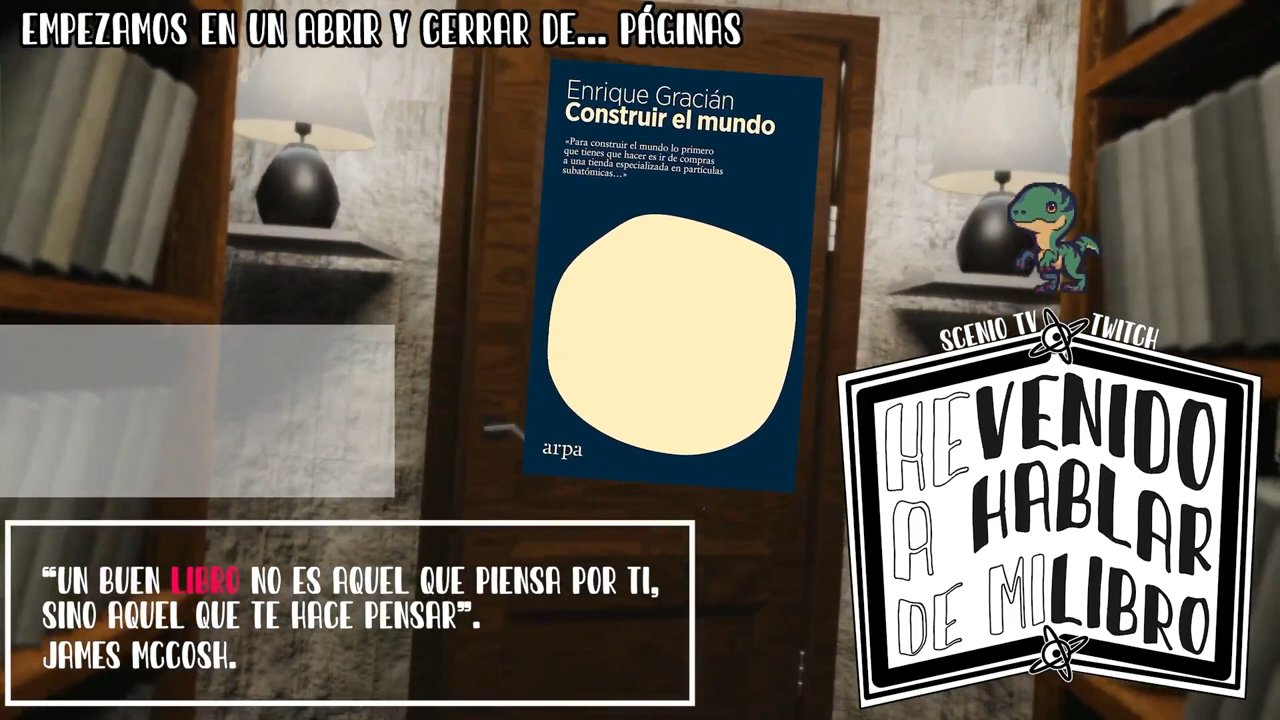 EMPEZAMOS EN UN ABRIR Y CERRAR DE... PÁGINAS
Enrique Gracián
Construir el mundo
«Para construir el mundo lo primero
que tienes que hacer es ir de compras
a una tienda especializada en partículas
subatómicas...»
arpa
SCENIO TV TWITCH
HE VENIDO
A HABLAR
DE MI LIBRO
“UN BUEN LIBRO NO ES AQUEL QUE PIENSA POR TI,
SINO AQUEL QUE TE HACE PENSAR”.
JAMES MCCOSH.